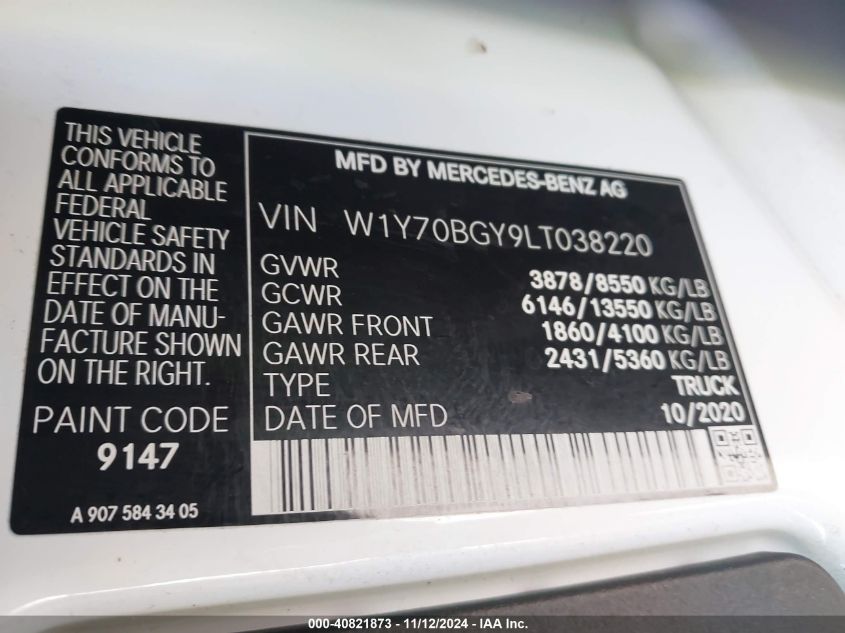 THIS VEHICLE
CONFORMS TO
ALL APPLICABLE
FEDERAL
VEHICLE SAFETY
STANDARDS IN
EFFECT ON THE
DATE OF MANU-
FACTURE SHOWN
ON THE RIGHT.
PAINT CODE
9147
A 907 584 34 05
MFD BY MERCEDES-BENZ AG
VIN W1Y70BGY9LT038220
GVWR 3878/8550 KG/LB
GCWR 6146/13550 KG/LB
GAWR FRONT 1860/4100 KG/LB
GAWR REAR 2431/5360 KG/LB
TYPE TRUCK
DATE OF MFD 10/2020
000-40821873 - 11/12/2024 - IAA Inc.